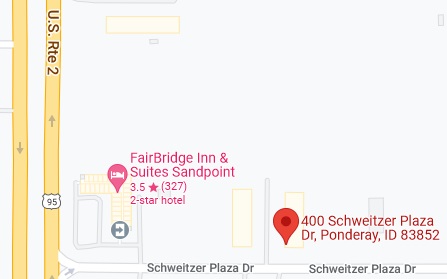 U.S. Rte 2
FairBridge Inn &
Suites Sandpoint
3.5 ★ (327)
2-star hotel
95
400 Schweitzer Plaza
Dr, Ponderay, ID 83852
Schweitzer Plaza Dr
Schweitzer Plaza Dr